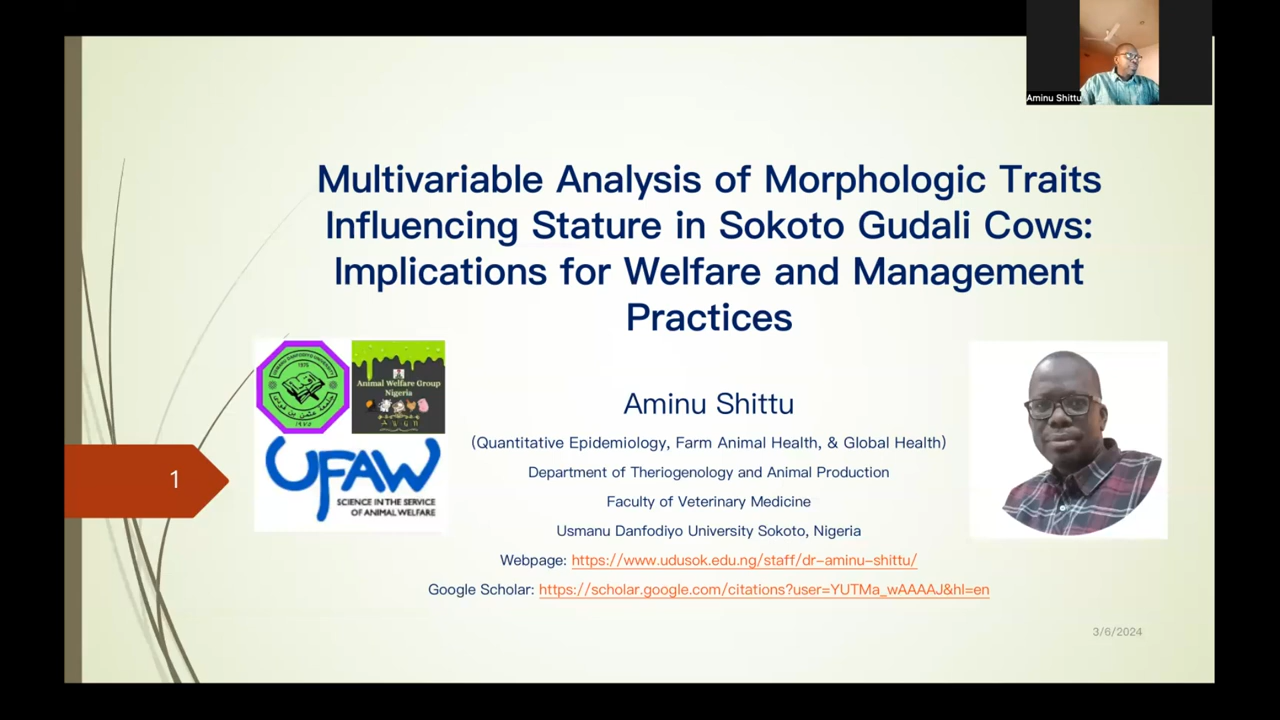 Aminu Shittu
Multivariable Analysis of Morphologic Traits
Influencing Stature in Sokoto Gudali Cows:
Implications for Welfare and Management
Practices
Animal Welfare Group
Nigeria
A W G N
UFAW
SCIENCE IN THE SERVICE
OF ANIMAL WELFARE
1
Aminu Shittu
(Quantitative Epidemiology, Farm Animal Health, & Global Health)
Department of Theriogenology and Animal Production
Faculty of Veterinary Medicine
Usmanu Danfodiyo University Sokoto, Nigeria
Webpage: https://www.udusok.edu.ng/staff/dr-aminu-shittu/
Google Scholar: https://scholar.google.com/citations?user=YUTMa_wAAAAJ&hl=en
3/6/2024